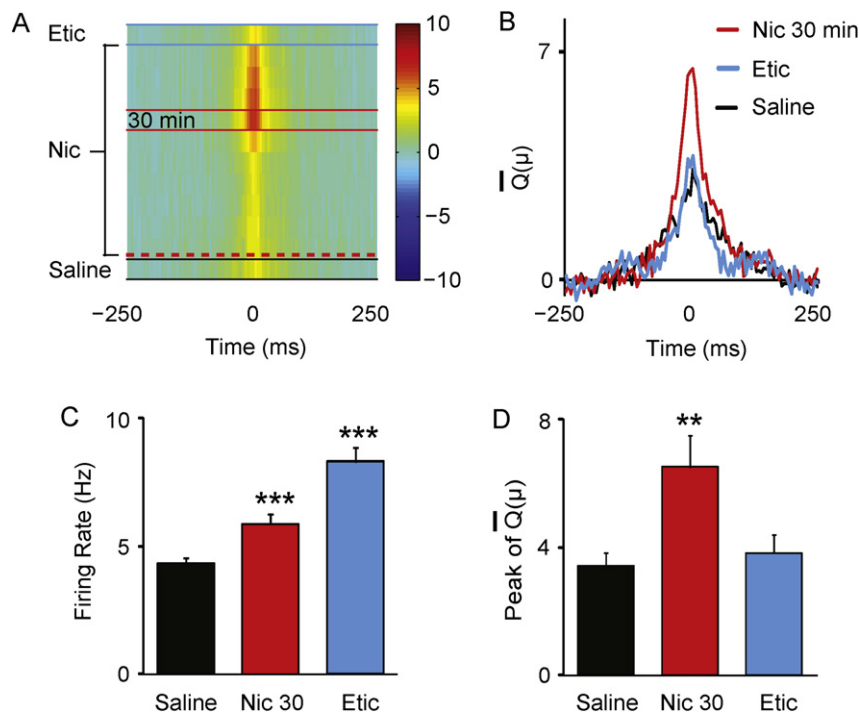 A
Etic
30 min
Nic
Saline
10
5
0
−5
−10
−250
0
250
Time (ms)
B
7
0
Q(μ)
Nic 30 min
Etic
Saline
−250
0
250
Time (ms)
C
Firing Rate (Hz)
10
5
0
***
***
Saline
Nic 30
Etic
D
Peak of Q(μ)
8
4
0
**
Saline
Nic 30
Etic